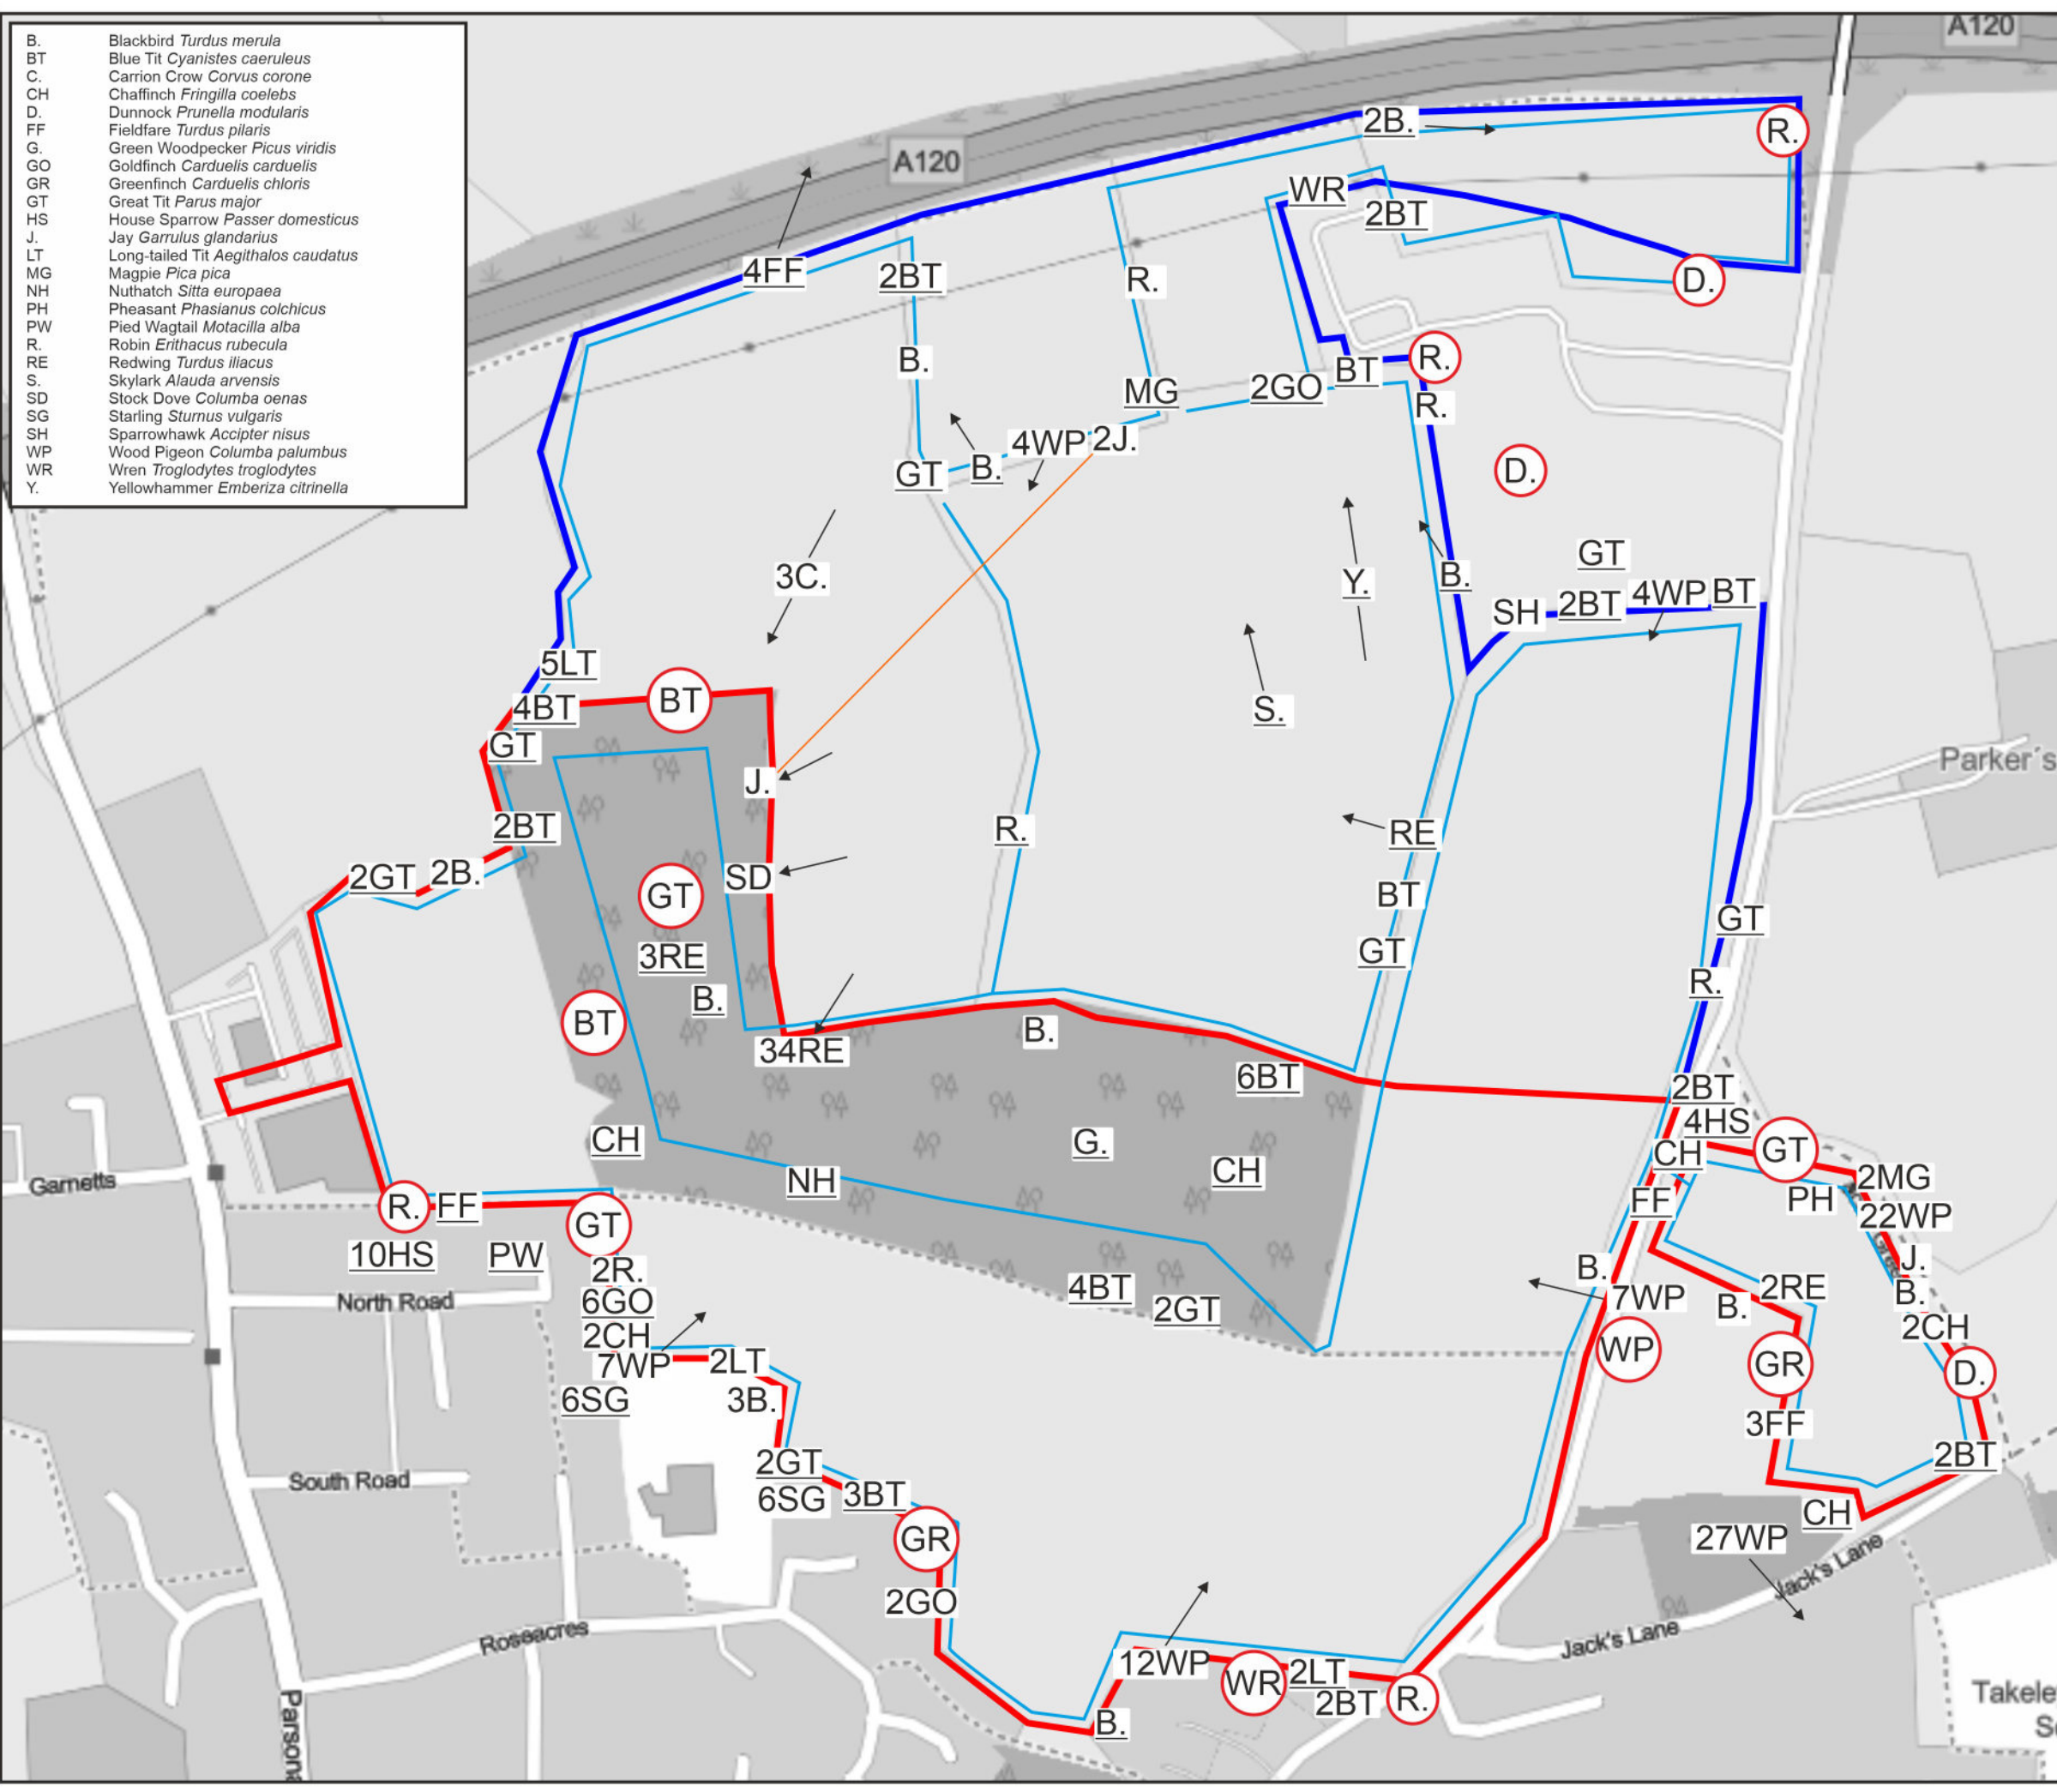 B. Blackbird Turdus merula
BT Blue Tit Cyanistes caeruleus
C. Carrion Crow Corvus corone
CH Chaffinch Fringilla coelebs
D. Dunnock Prunella modularis
FF Fieldfare Turdus pilaris
G. Green Woodpecker Picus viridis
GO Goldfinch Carduelis carduelis
GR Greenfinch Carduelis chloris
GT Great Tit Parus major
HS House Sparrow Passer domesticus
J. Jay Garrulus glandarius
LT Long-tailed Tit Aegithalos caudatus
MG Magpie Pica pica
NH Nuthatch Sitta europaea
PH Pheasant Phasianus colchicus
PW Pied Wagtail Motacilla alba
R. Robin Erithacus rubecula
RE Redwing Turdus iliacus
S. Skylark Alauda arvensis
SD Stock Dove Columba oenas
SG Starling Sturnus vulgaris
SH Sparrowhawk Accipter nisus
WP Wood Pigeon Columba palumbus
WR Wren Troglodytes troglodytes
Y. Yellowhammer Emberiza citrinella
A120
A120
2B.
R.
WR
2BT
4FF
2BT
R.
D.
B.
MG
2GO
BT
R.
R.
4WP
2J.
GT
B.
D.
3C.
Y.
B.
GT
SH
2BT
4WP
BT
5LT
4BT
BT
S.
GT
J.
Parker's
2BT
R.
RE
2GT
2B.
SD
GT
BT
GT
GT
3RE
B.
R.
BT
34RE
B.
6BT
2BT
4HS
CH
G.
CH
CH
GT
2MG
Garnetts
NH
FF
PH
22WP
R.
FF
GT
10HS
PW
2R.
J.
B.
B.
North Road
6GO
4BT
2GT
7WP
B.
2RE
2CH
2CH
7WP
2LT
WP
GR
D.
6SG
3B.
3FF
2GT
2BT
South Road
6SG
3BT
CH
GR
27WP
2GO
Jack's Lane
Roseacres
Jack's Lane
12WP
WR
2LT
2BT
R.
B.
Parsona
Takele
S